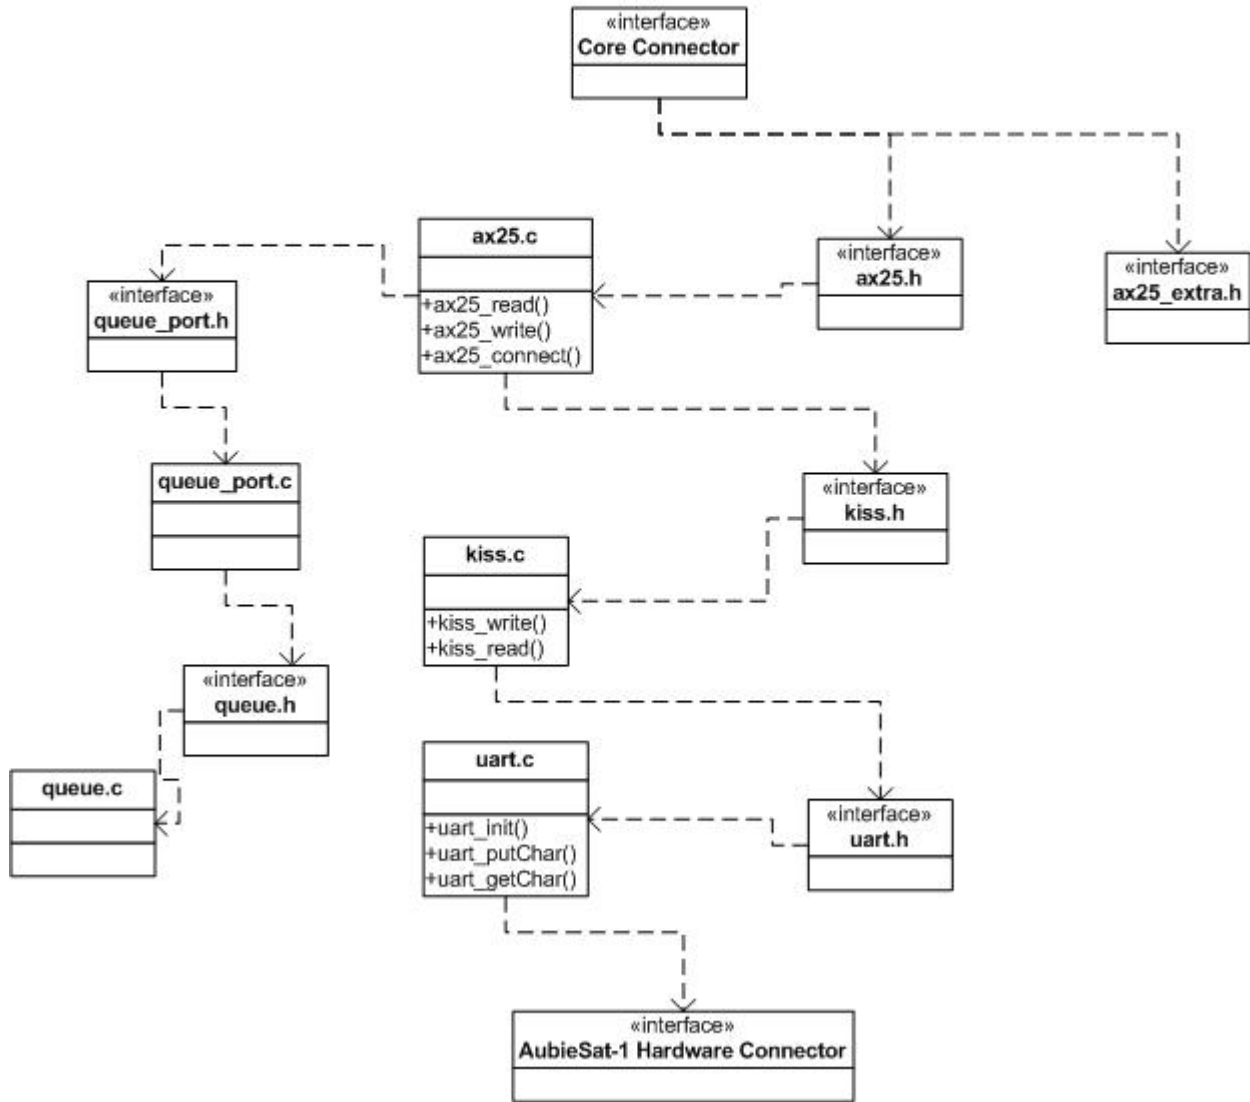 «interface»
Core Connector
ax25.c
+ax25_read()
+ax25_write()
+ax25_connect()
«interface»
ax25.h
«interface»
ax25_extra.h
«interface»
queue_port.h
queue_port.c
«interface»
kiss.h
kiss.c
+kiss_write()
+kiss_read()
«interface»
queue.h
uart.c
+uart_init()
+uart_putChar()
+uart_getChar()
queue.c
«interface»
uart.h
«interface»
AubieSat-1 Hardware Connector